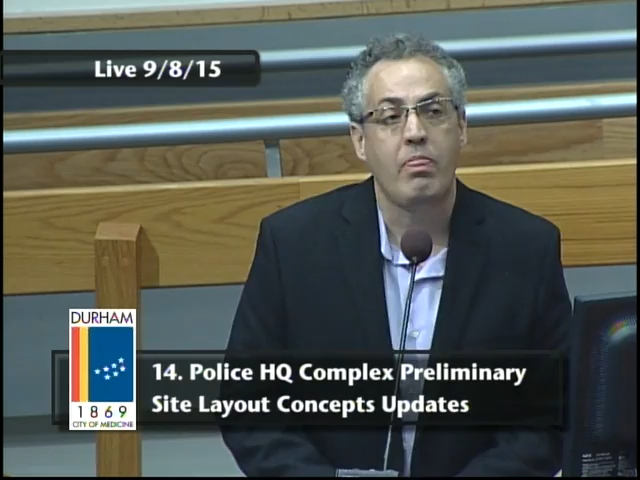 Live 9/8/15
DURHAM
1869
CITY OF MEDICINE
14. Police HQ Complex Preliminary
Site Layout Concepts Updates